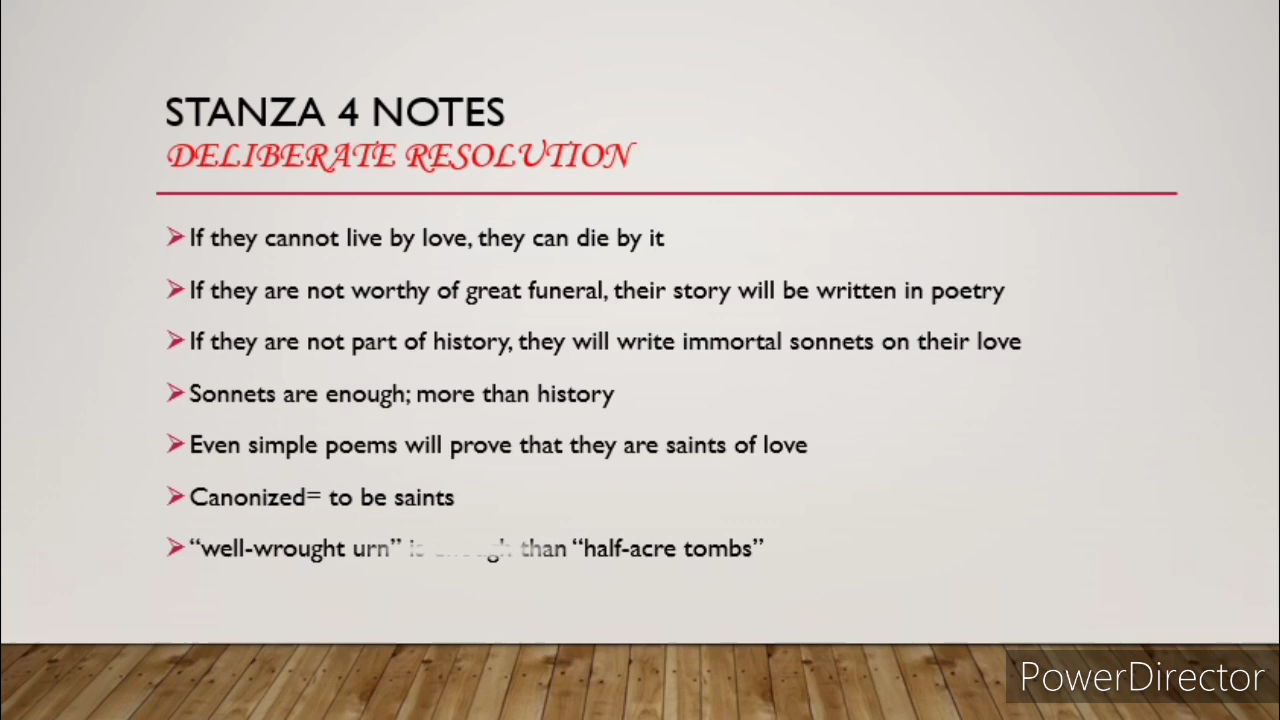 STANZA 4 NOTES
DELIBERATE RESOLUTION
➤If they cannot live by love, they can die by it
➤If they are not worthy of great funeral, their story will be written in poetry
➤If they are not part of history, they will write immortal sonnets on their love
➤Sonnets are enough; more than history
➤Even simple poems will prove that they are saints of love
➤Canonized= to be saints
➤“well-wrought urn” is than “half-acre tombs”
PowerDirector